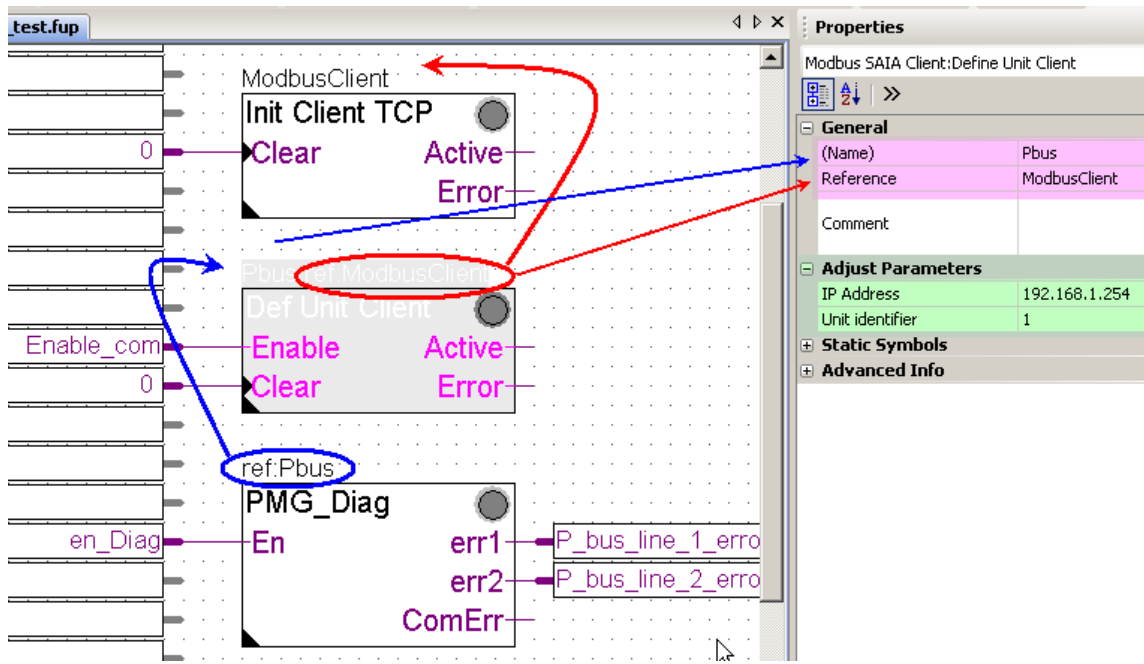 _test.fup
ModbusClient
Init Client TCP
0
Clear
Active
Error
Pbus ref ModbusClient
Def Unit Client
Enable_com
Enable
Active
0
Clear
Error
ref:Pbus
PMG_Diag
en_Diag
En
err1
P_bus_line_1_erro
err2
P_bus_line_2_erro
ComErr
Properties
Modbus SAIA Client:Define Unit Client
General
(Name) Pbus
Reference ModbusClient
Comment
Adjust Parameters
IP Address 192.168.1.254
Unit identifier 1
Static Symbols
Advanced Info